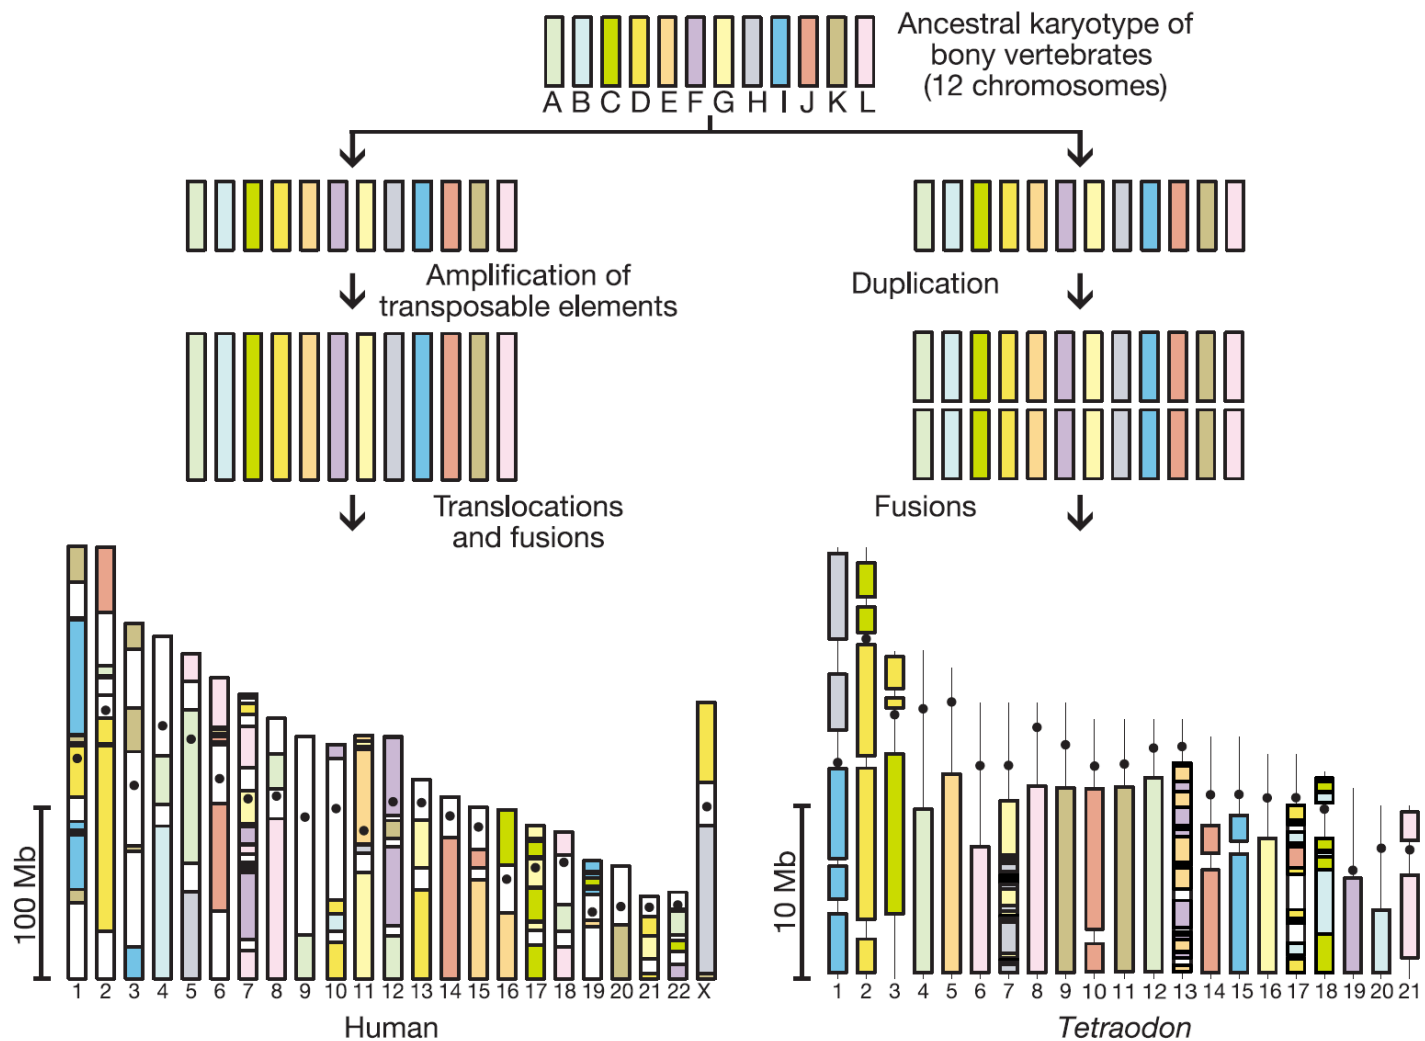 Ancestral karyotype of
bony vertebrates
(12 chromosomes)
A B C D E F G H I J K L
Amplification of
transposable elements
Duplication
Translocations
and fusions
Fusions
100 Mb
1 2 3 4 5 6 7 8 9 10 11 12 13 14 15 16 17 18 19 20 21 22 X
Human
10 Mb
1 2 3 4 5 6 7 8 9 10 11 12 13 14 15 16 17 18 19 20 21
Tetraodon